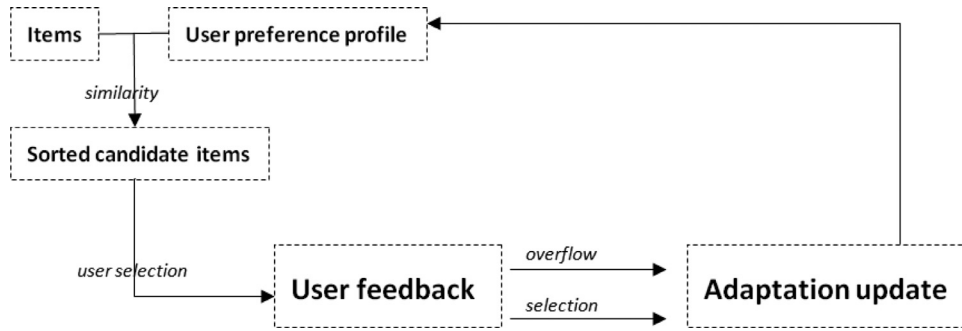 Items
User preference profile
similarity
Sorted candidate items
user selection
User feedback
overflow
selection
Adaptation update